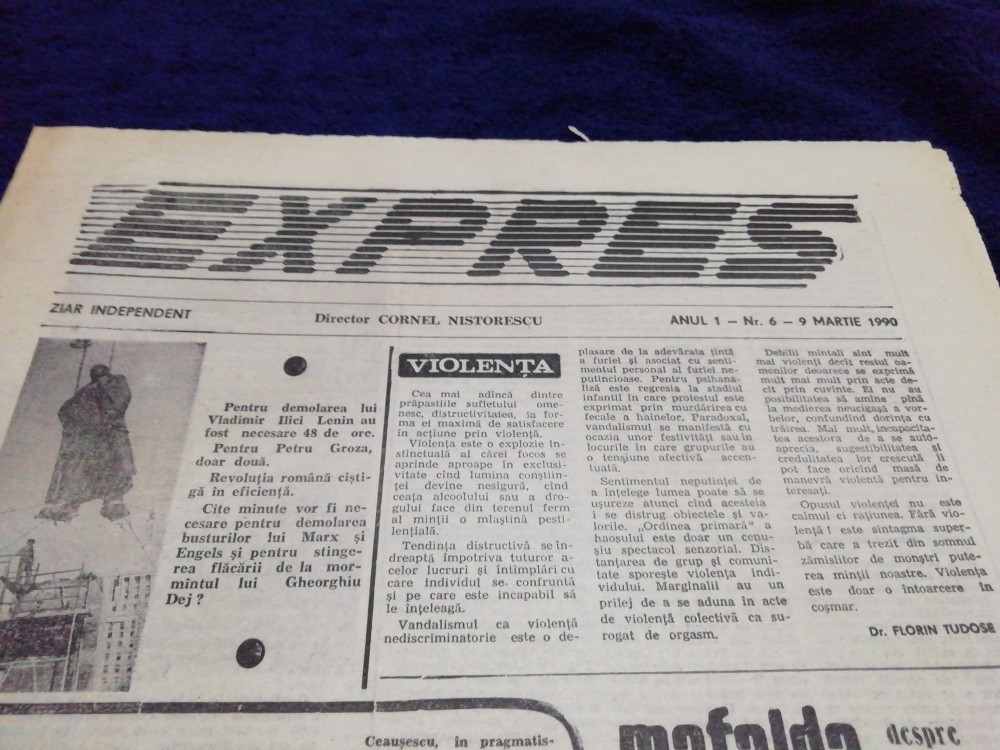 EXPRES
ZIAR INDEPENDENT
Director CORNEL NISTORESCU
ANUL 1 — Nr. 6 — 9 MARTIE 1990
Pentru demolarea lui
Vladimir Ilici Lenin au
fost necesare 48 de ore.
Pentru Petru Groza,
doar două.
Revoluția română cîști-
gă în eficiență.
Cîte minute vor fi ne-
cesare pentru demolarea
busturilor lui Marx și
Engels și pentru stinge-
rea flăcării de la mor-
mîntul lui Gheorghiu
Dej ?
VIOLENȚA
Cea mai adîncă dintre
prăpastiile sufletului ome-
nesc, distructivitatea, ia for-
ma ei maximă de satisfacere
în acțiune prin violență.
Violența este o explozie in-
stinctuală al cărei focos se
aprinde aproape în exclusi-
vitate cînd lumina conștiin-
ței devine nesigură, cînd
ceața alcoolului sau a dro-
gului face din terenul ferm
al minții o mlaștină pesti-
lențială.
Tendința distructivă se în-
dreaptă împotriva tuturor a-
celor lucruri și întîmplări cu
care individul se confruntă
și pe care este incapabil să
le înțeleagă.
Vandalismul ca violență
nediscriminatorie este o de-
plasare de la adevărata țintă
a furiei și asociat cu senti-
mentul personal al furiei ne-
putincioase. Pentru psihana-
liză este regresia la stadiul
infantil în care protestul este
exprimat prin murdărirea cu
fecale a hainelor. Paradoxal,
vandalismul se manifestă cu
ocazia unor festivități sau în
locurile în care grupurile au
o tensiune afectivă accen-
tuată.
Sentimentul neputinței de
a înțelege lumea poate să se
ușureze atunci cînd acesteia
i se distrug obiectele și va-
lorile. „Ordinea primară” a
haosului este doar un cenu-
șiu spectacol senzorial. Dis-
tanțarea de grup și comuni-
tate sporește violența indi-
vidului. Marginalii au un
prilej de a se aduna în acte
de violență colectivă ca su-
rogat de orgasm.
Debilii mintali sînt mult
mai violenți decît restul oa-
menilor deoarece se exprimă
mult mai mult prin acte de-
cît prin cuvinte. Ei nu au
posibilitatea să amîne pînă
la medierea neucigașă a vor-
belor, confundînd dorința cu
trăirea. Mai mult, incapacita-
tea acestora de a se auto-
aprecia, sugestibilitatea și
credulitatea lor crescută îi
pot face oricînd masă de
manevră violentă pentru in-
teresați.
Opusul violenței nu este
calmul ci rațiunea. Fără vio-
lență ! este sintagma super-
bă care a trezit din somnul
zămislitor de monștri pute-
rea minții noastre. Violența
este doar o întoarcere în
coșmar.
Dr. FLORIN TUDOSE
Ceaușescu, în pragmatis-
mafalda despre